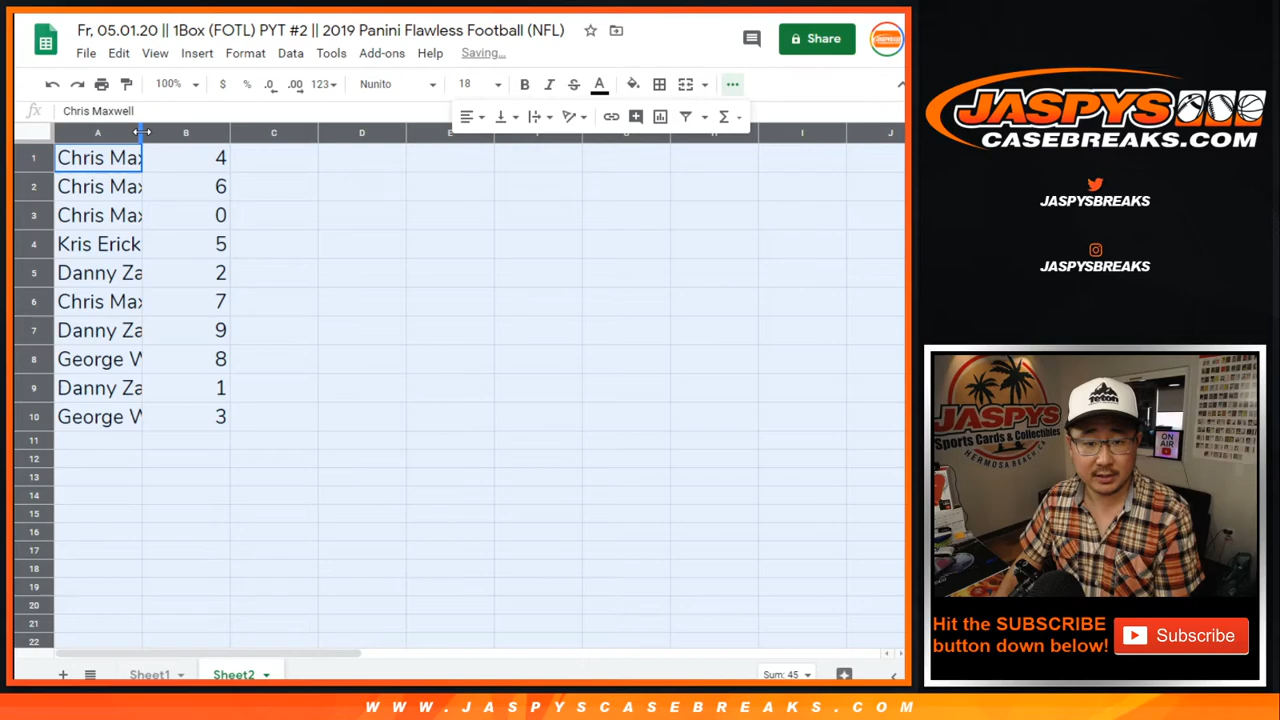 Fr, 05.01.20 || 1Box (FOTL) PYT #2 || 2019 Panini Flawless Football (NFL)
Share
File Edit View Insert Format Data Tools Add-ons Help Saving...
100% $ % .0 .00 123 Nunito 18 B I S A
fx Chris Maxwell
A B C D E H I J
1 Chris Max 4
2 Chris Max 6
3 Chris Max 0
4 Kris Erick 5
5 Danny Za 2
6 Chris Max 7
7 Danny Za 9
8 George W 8
9 Danny Za 1
10 George W 3
11
12
13
14
15
16
17
18
19
20
21
22
Sheet1 Sheet2 Sum: 45
JASPYS
CASEBREAKS.COM
JASPYSBREAKS
JASPYSBREAKS
JASPYS
Sports Cards & Collectibles
HERMOSA BEACH CA
ON AIR
teton
Hit the SUBSCRIBE
button down below!
Subscribe
WWW.JASPYSCASEBREAKS.COM